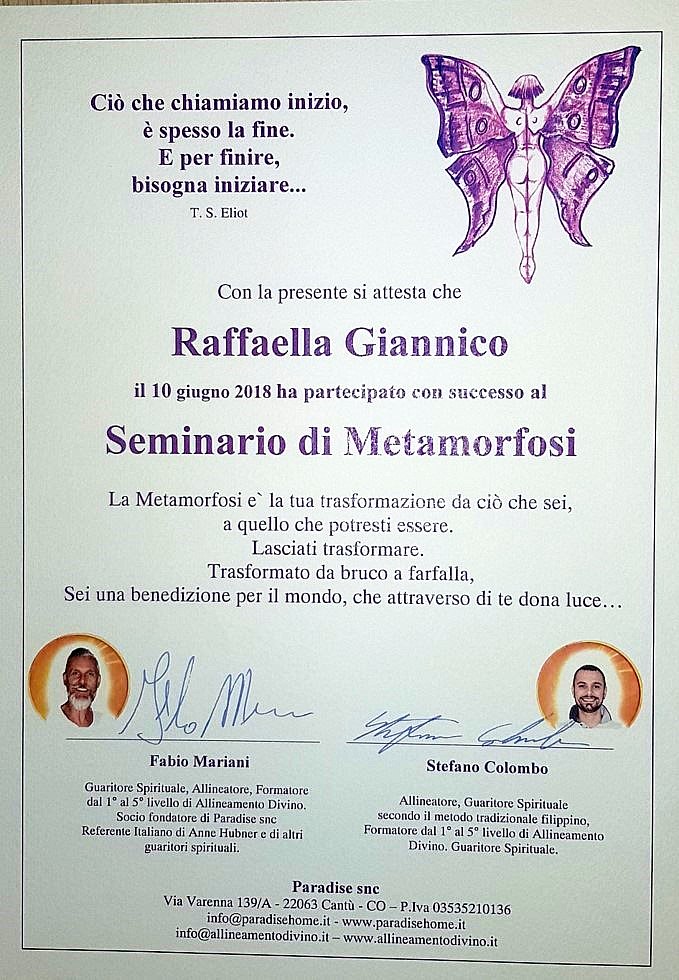 Ciò che chiamiamo inizio,
è spesso la fine.
E per finire,
bisogna iniziare...
T. S. Eliot
Con la presente si attesta che
Raffaella Giannico
il 10 giugno 2018 ha partecipato con successo al
Seminario di Metamorfosi
La Metamorfosi e` la tua trasformazione da ciò che sei,
a quello che potresti essere.
Lasciati trasformare.
Trasformato da bruco a farfalla,
Sei una benedizione per il mondo, che attraverso di te dona luce…
Fabio Mariani
Guaritore Spirituale, Allineatore, Formatore
dal 1° al 5° livello di Allineamento Divino.
Socio fondatore di Paradise snc
Referente Italiano di Anne Hubner e di altri
guaritori spirituali.
Stefano Colombo
Stefano Colombo
Allineatore, Guaritore Spirituale
secondo il metodo tradizionale filippino,
Formatore dal 1° al 5° livello di Allineamento
Divino. Guaritore Spirituale.
Paradise snc
Via Varenna 139/A - 22063 Cantù - CO – P.Iva 03535210136
info@paradisehome.it - www.paradisehome.it
info@allineamentodivino.it – www.allineamentodivino.it